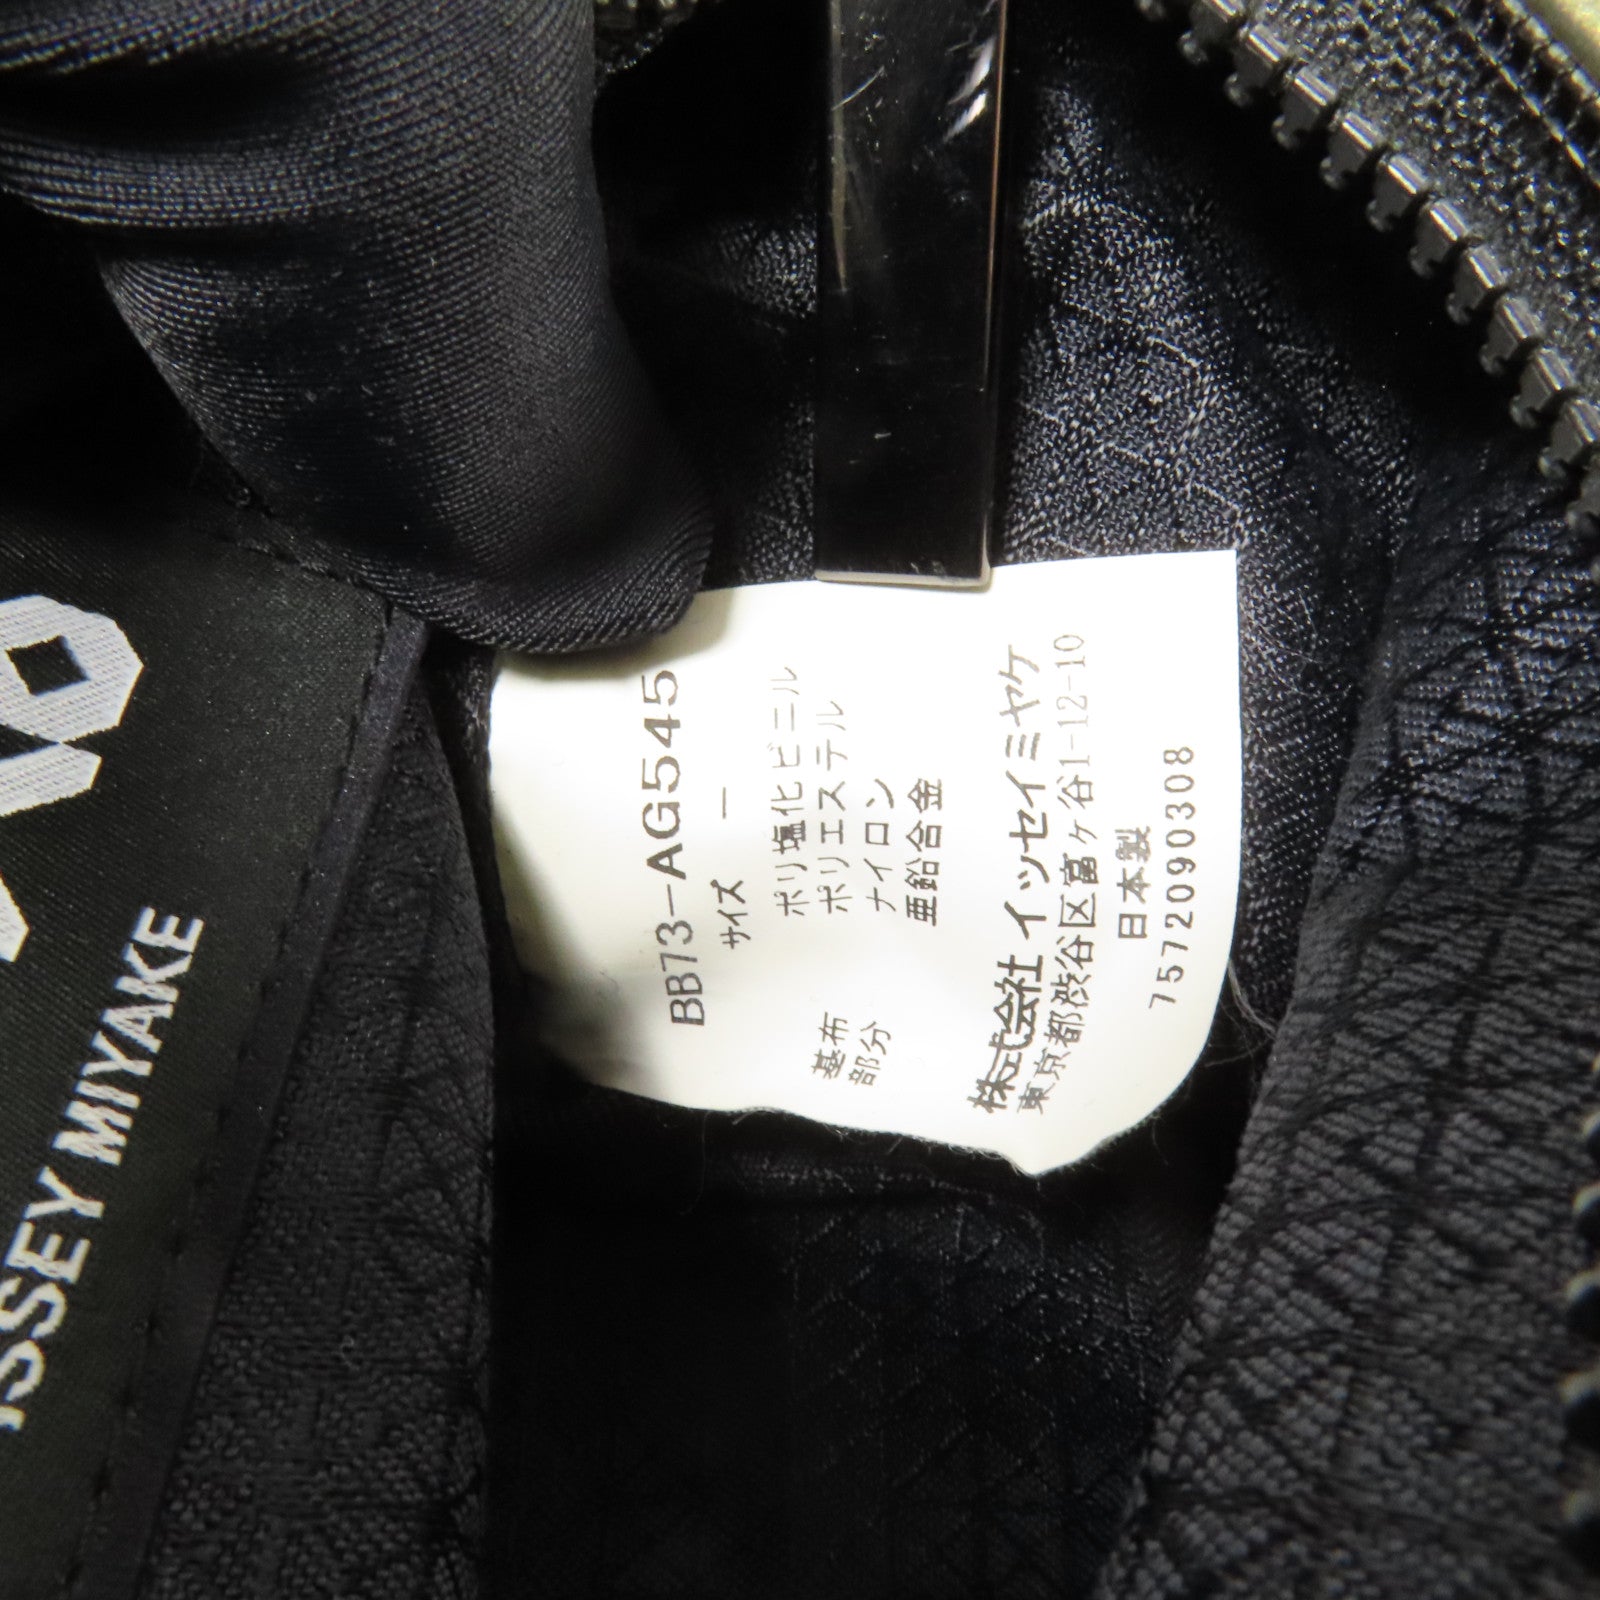 BB73-AG545
サイズ —
基布 ポリ塩化ビニル
部分 ポリエステル
ナイロン
亜鉛合金
株式会社 イッセイミヤケ
東京都渋谷区富ヶ谷1-12-10
日本製
7572090308
ISSEY MIYAKE